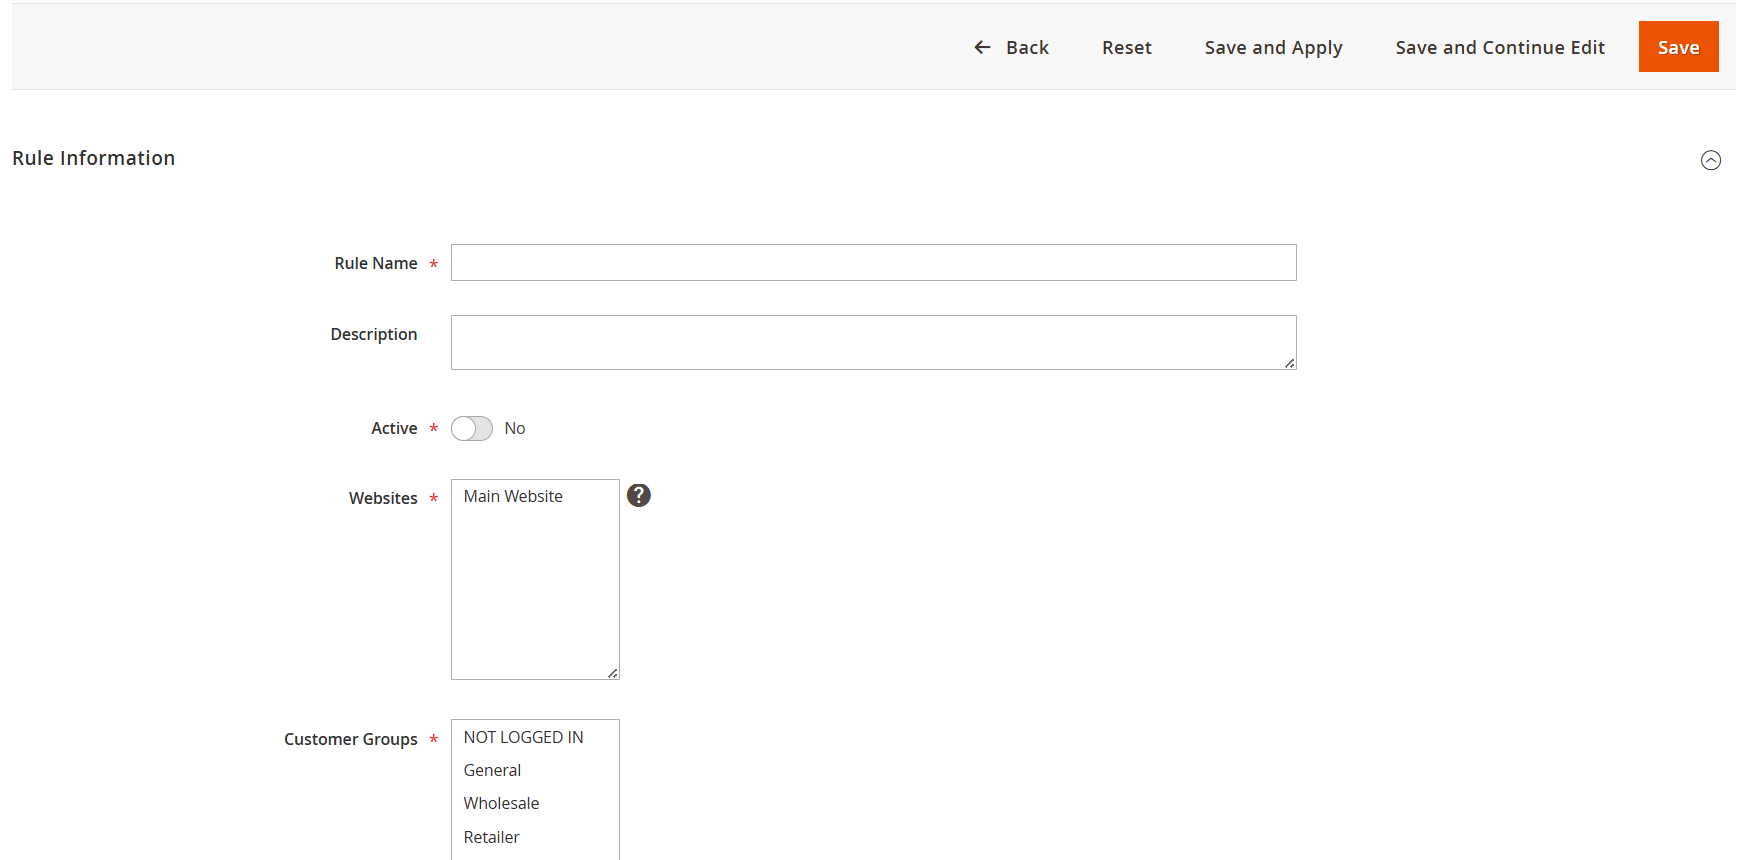 ← Back Reset Save and Apply Save and Continue Edit Save
Rule Information
Rule Name *
Description
Active * No
Websites * Main Website ?
Customer Groups * NOT LOGGED IN
General
Wholesale
Retailer